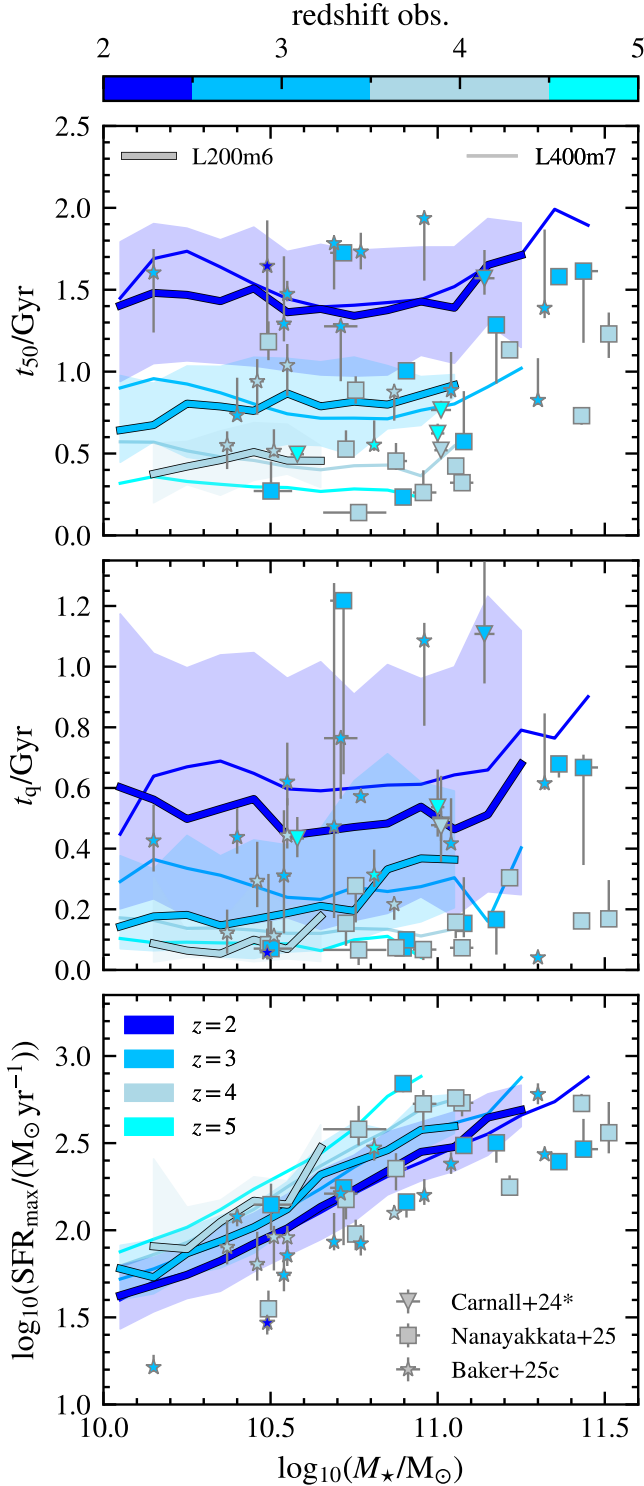 redshift obs.
2 3 4 5
L200m6 L400m7
2.5
2.0
1.5
1.0
0.5
0.0
t50/Gyr
1.2
1.0
0.8
0.6
0.4
0.2
0.0
tq/Gyr
z = 2
z = 3
z = 4
z = 5
3.0
2.5
2.0
1.5
1.0
log10(SFRmax/(M⊙ yr−1))
Carnall+24*
Nanayakkata+25
Baker+25c
10.0 10.5 11.0 11.5
log10(M⋆/M⊙)